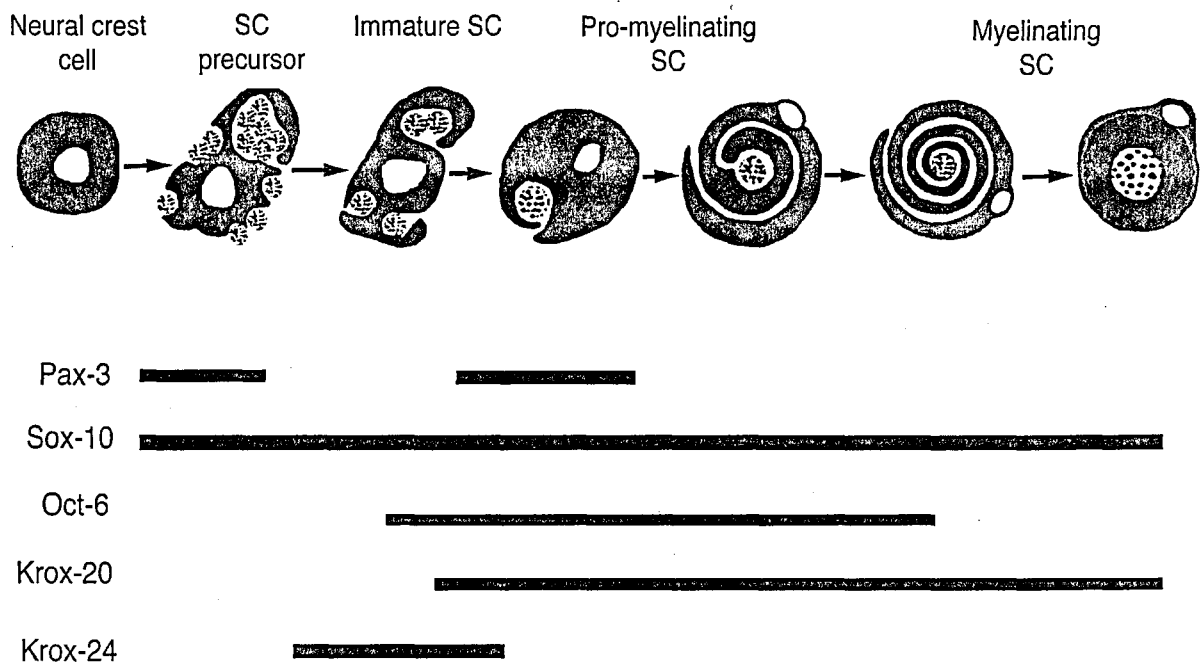 Neural crest
cell
SC
precursor
Immature SC
Pro-myelinating
SC
Myelinating
SC
Pax-3
Sox-10
Oct-6
Krox-20
Krox-24